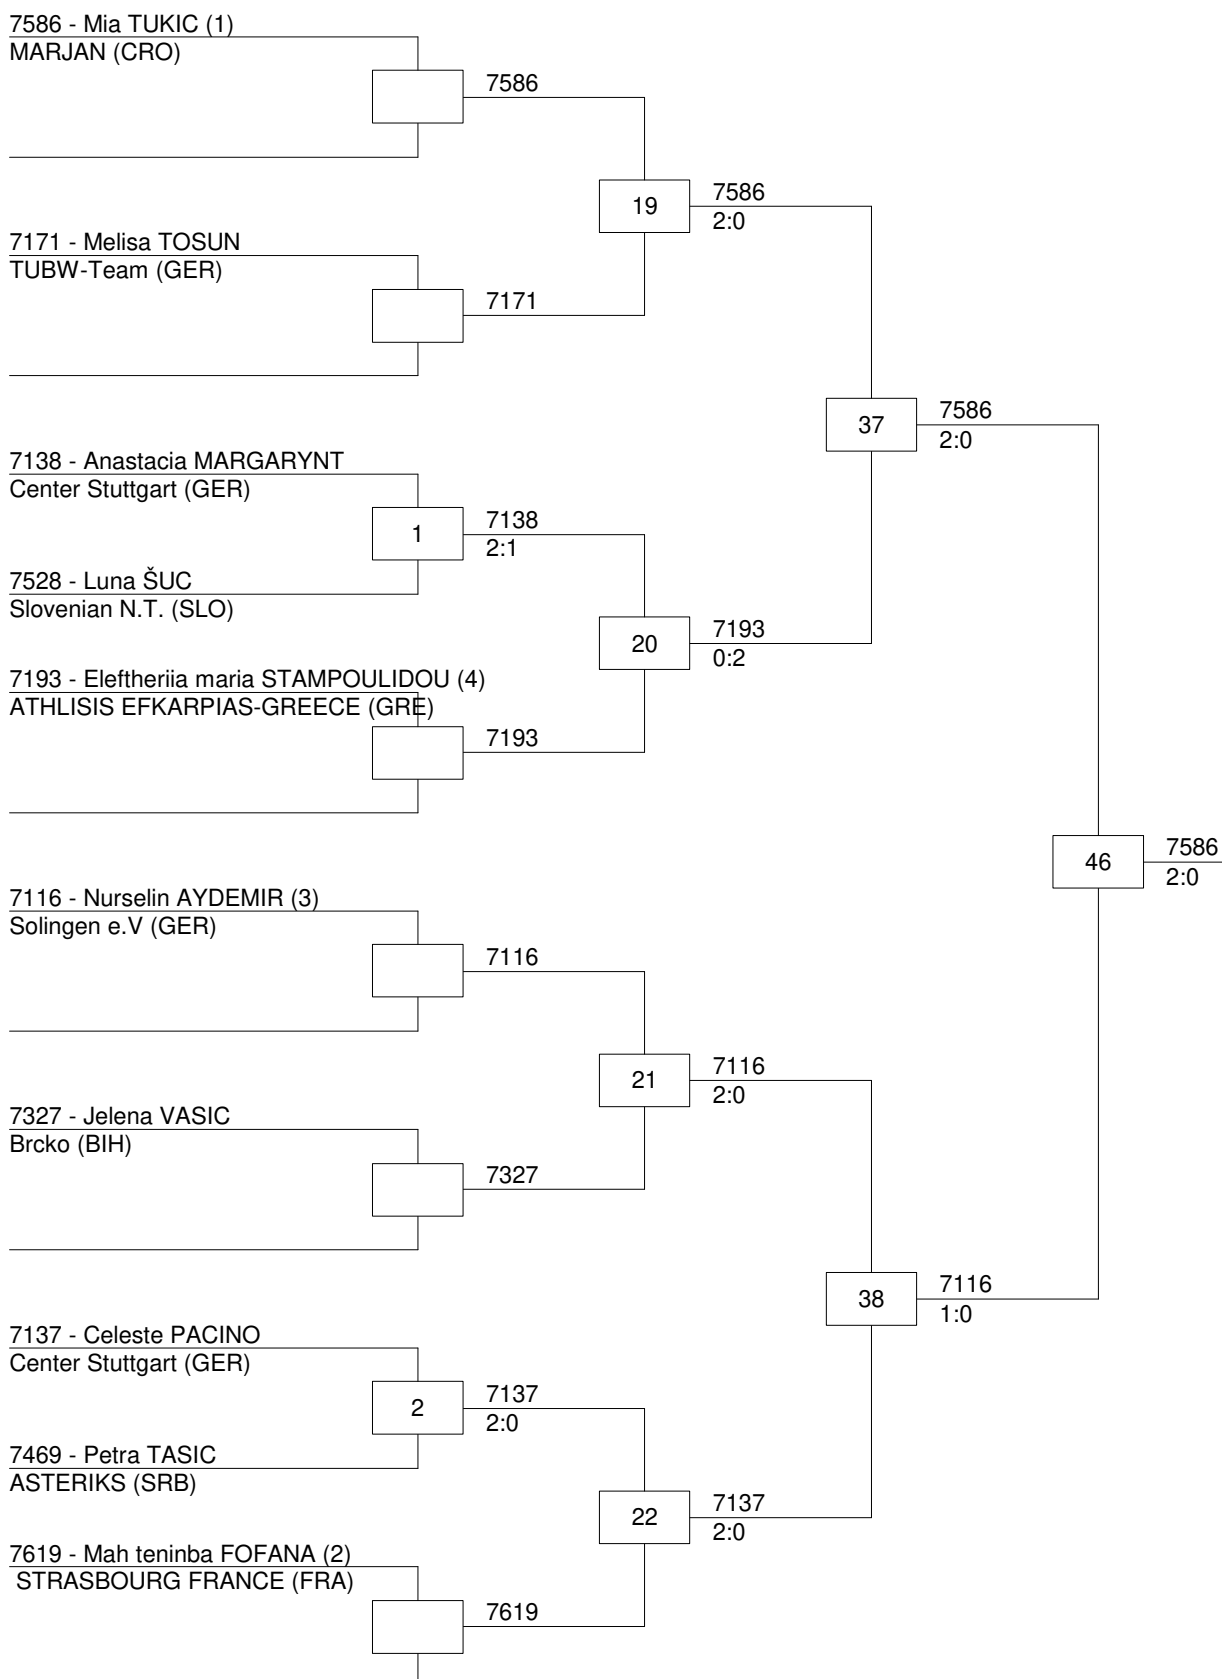 7586 - Mia TUKIC (1)
MARJAN (CRO)
7586
19
7586
2:0
7171 - Melisa TOSUN
TUBW-Team (GER)
7171
37
7586
2:0
7138 - Anastacia MARGARYNT
Center Stuttgart (GER)
1
7138
2:1
7528 - Luna ŠUC
Slovenian N.T. (SLO)
20
7193
0:2
7193 - Eleftheriia maria STAMPOULIDOU (4)
ATHLISIS EFKARPIAS-GREECE (GRE)
7193
46
7586
2:0
7116 - Nurselin AYDEMIR (3)
Solingen e.V (GER)
7116
21
7116
2:0
7327 - Jelena VASIC
Brcko (BIH)
7327
38
7116
1:0
7137 - Celeste PACINO
Center Stuttgart (GER)
2
7137
2:0
7469 - Petra TASIC
ASTERIKS (SRB)
22
7137
2:0
7619 - Mah teninba FOFANA (2)
STRASBOURG FRANCE (FRA)
7619